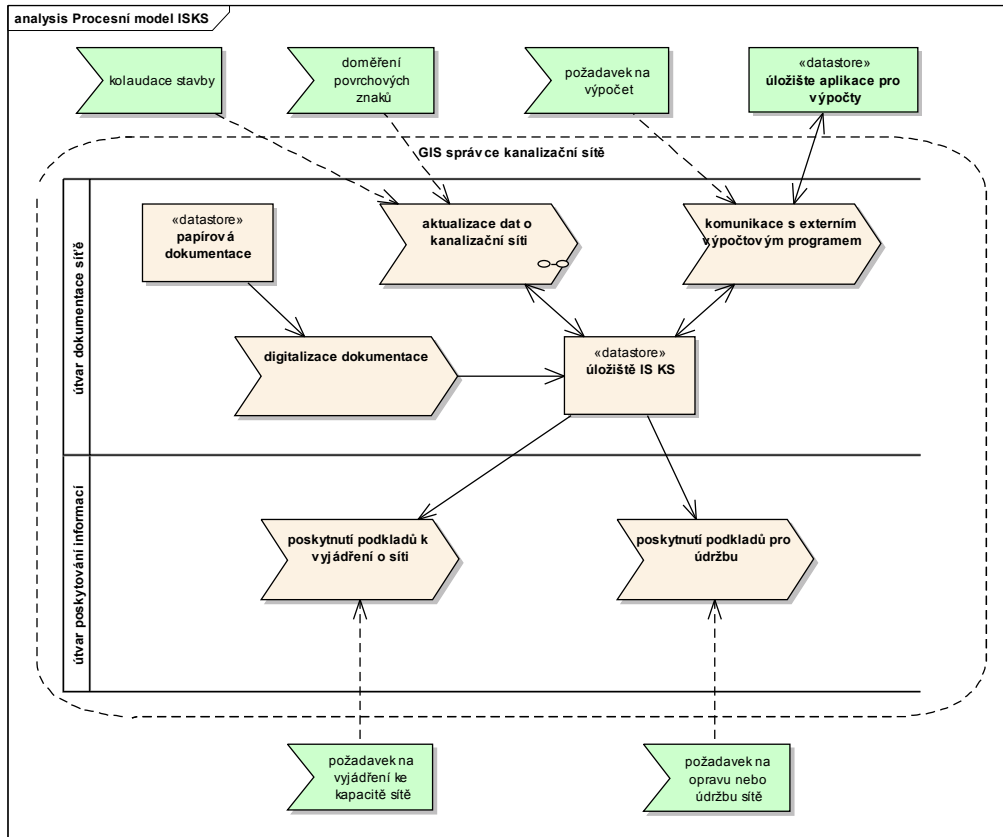 analysis Procesní model ISKS
kolaudace stavby
doměření
povrchových
znaků
požadavek na
výpočet
«datastore»
úložište aplikace pro
výpočty
GIS správce kanalizační sítě
útvar dokumentace síťě
«datastore»
papírová
dokumentace
aktualizace dat o
kanalizační síti
komunikace s externím
výpočtovým programem
digitalizace dokumentace
«datastore»
úložiště IS KS
útvar poskytování informací
poskytnutí podkladů k
vyjádření o síti
poskytnutí podkladů pro
údržbu
požadavek na
vyjádření ke
kapacitě sítě
požadavek na
opravu nebo
údržbu sítě